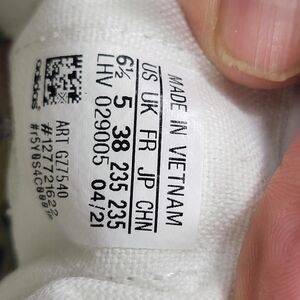 MADE IN VIETNAM
US UK FR JP CHN
6½ 5 38 235 235
LHV 029005 04/21
ART GZ7540
#1277721622
adidas